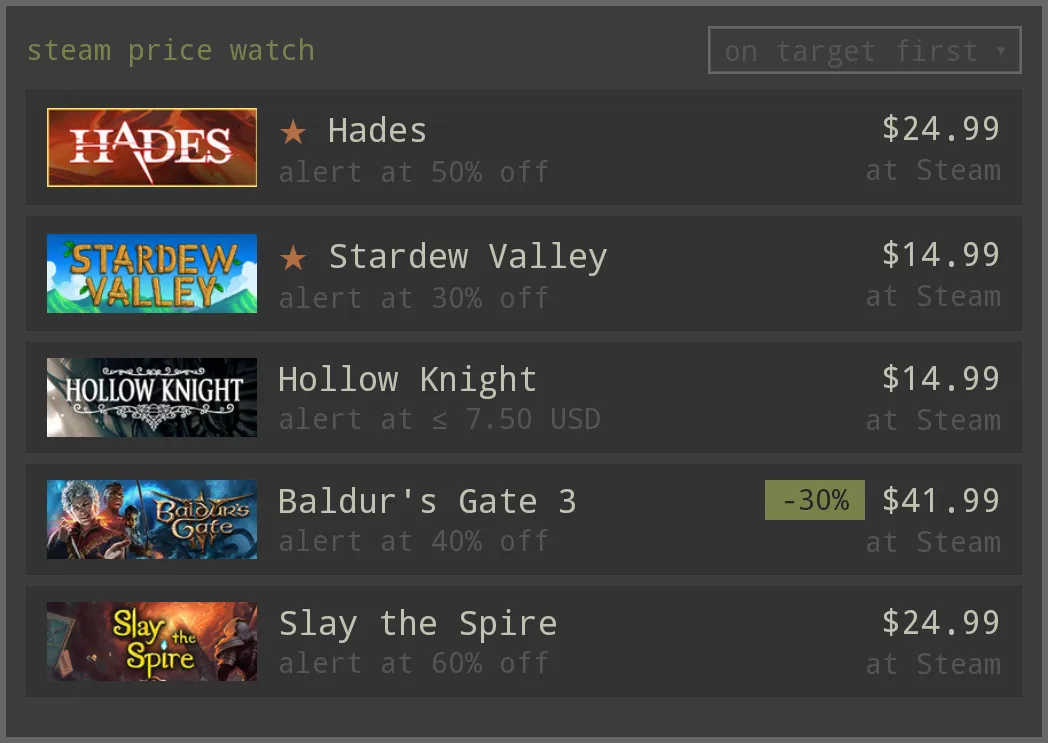 steam price watch
on target first ▾
HADES
★ Hades
$24.99
alert at 50% off
at Steam
STARDEW
VALLEY
★ Stardew Valley
$14.99
alert at 30% off
at Steam
HOLLOW KNIGHT
Hollow Knight
$14.99
alert at ≤ 7.50 USD
at Steam
Baldur's
Gate
Baldur's Gate 3
-30%
$41.99
alert at 40% off
at Steam
Slay the
Spire
Slay the Spire
$24.99
alert at 60% off
at Steam